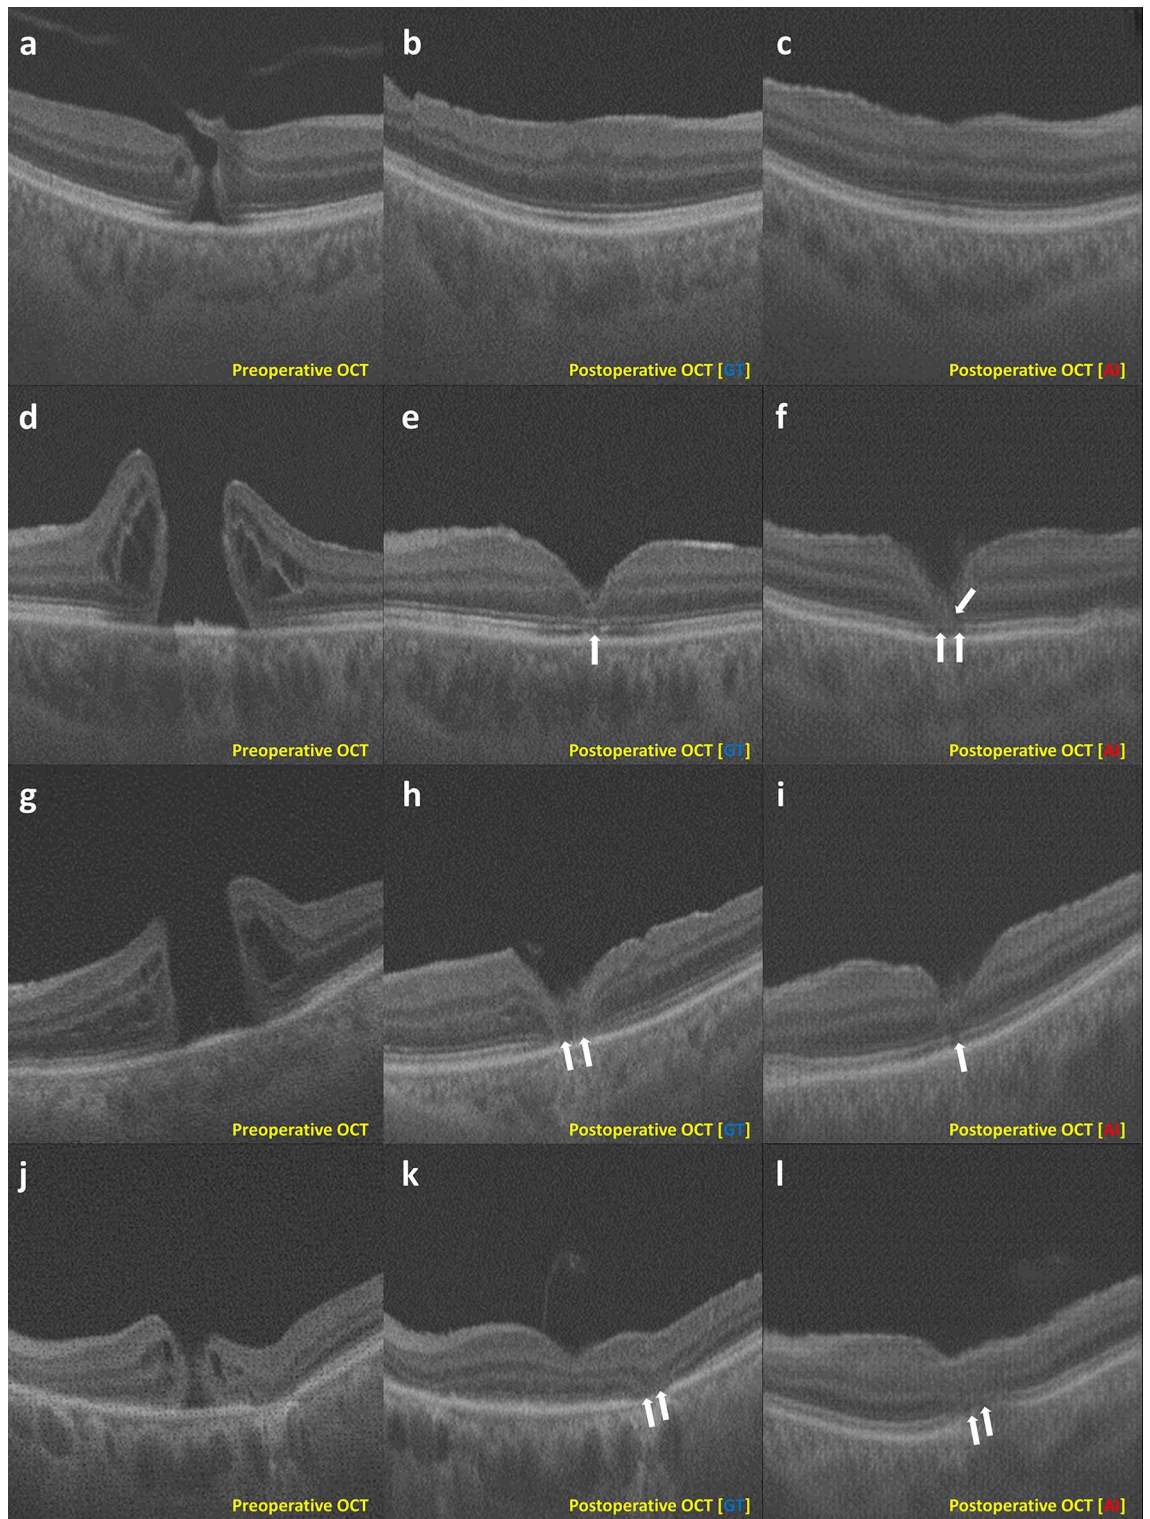 a
b
c
Preoperative OCT
Postoperative OCT [GT]
Postoperative OCT [AI]
d
e
f
Preoperative OCT
Postoperative OCT [GT]
Postoperative OCT [AI]
g
h
i
Preoperative OCT
Postoperative OCT [GT]
Postoperative OCT [AI]
j
k
l
Preoperative OCT
Postoperative OCT [GT]
Postoperative OCT [AI]